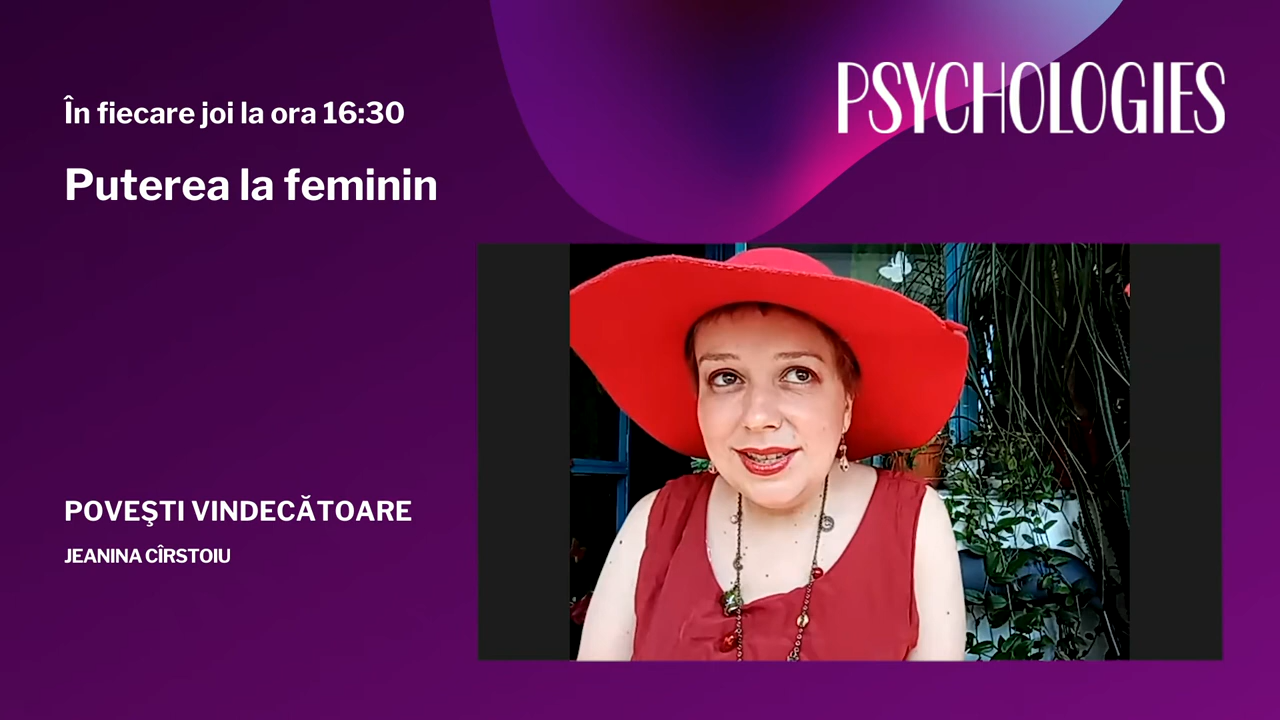 În fiecare joi la ora 16:30
PSYCHOLOGIES
Puterea la feminin
POVEŞTI VINDECĂTOARE
JEANINA CÎRSTOIU